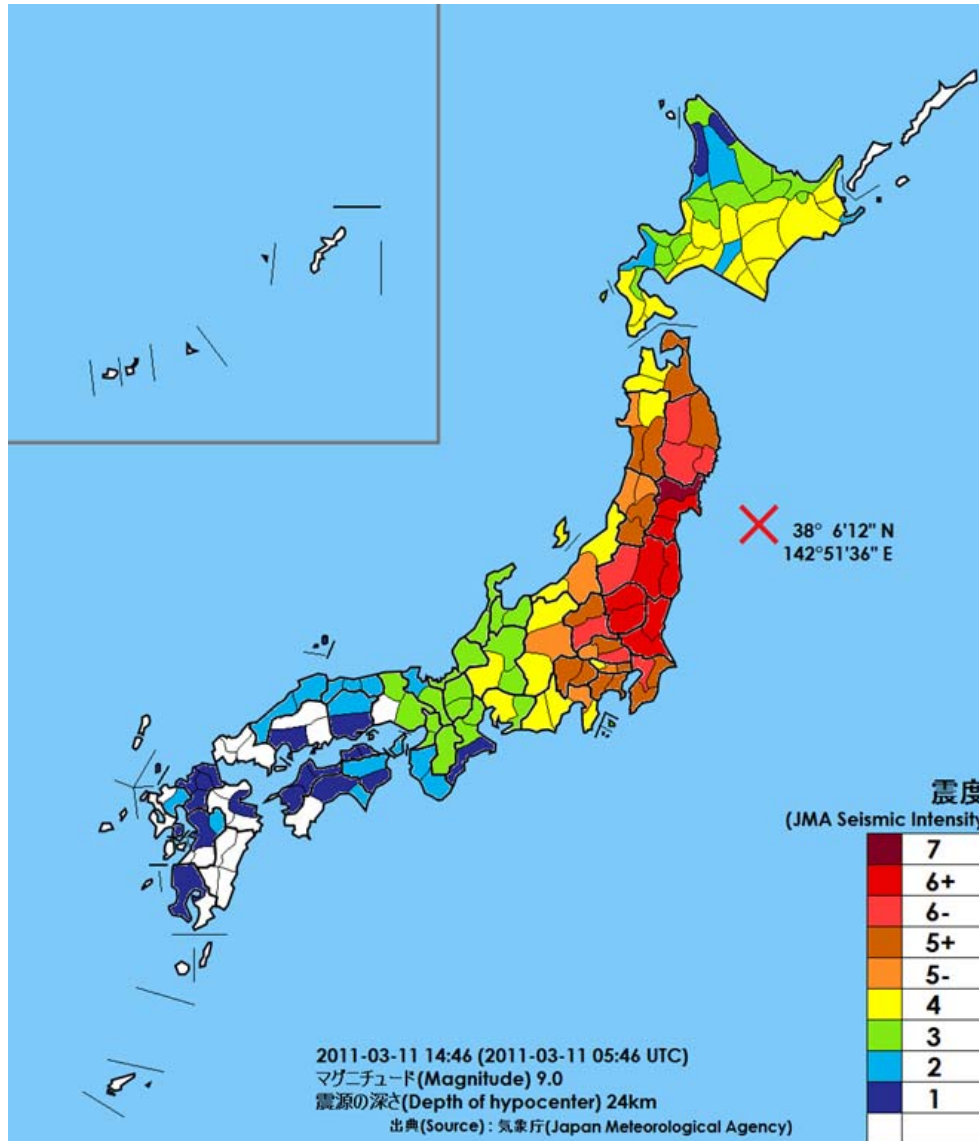 38° 6'12" N
142°51'36" E
震度
(JMA Seismic Intensity
7
6+
6-
5+
5-
4
3
2
1
2011-03-11 14:46 (2011-03-11 05:46 UTC)
マグニチュード(Magnitude) 9.0
震源の深さ(Depth of hypocenter) 24km
出典(Source) : 気象庁(Japan Meteorological Agency)